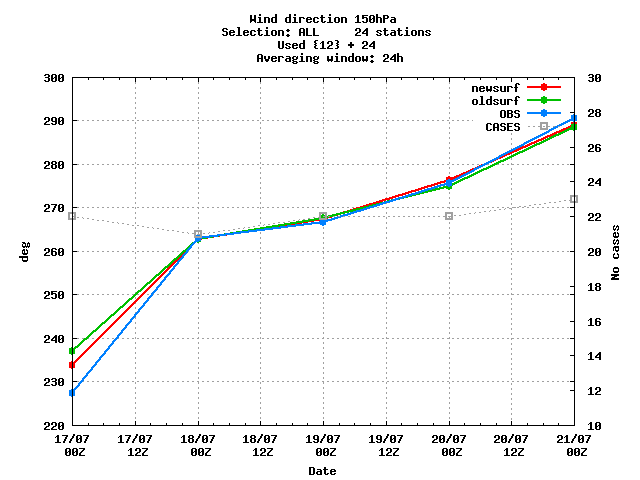 Wind direction 150hPa
Selection: ALL     24 stations
Used {12} + 24
Averaging window: 24h
newsurf
oldsurf
OBS
CASES
deg
300
290
280
270
260
250
240
230
220
No cases
30
28
26
24
22
20
18
16
14
12
10
17/07 17/07 18/07 18/07 19/07 19/07 20/07 20/07 21/07
00Z 12Z 00Z 12Z 00Z 12Z 00Z 12Z 00Z
Date